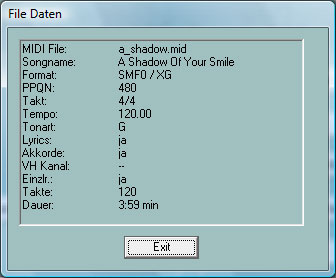 File Daten
MIDI File: a_shadow.mid
Songname: A Shadow Of Your Smile
Format: SMF0 / XG
PPQN: 480
Takt: 4/4
Tempo: 120.00
Tonart: G
Lyrics: ja
Akkorde: ja
VH Kanal: --
Einzlr.: ja
Takte: 120
Dauer: 3:59 min
Exit